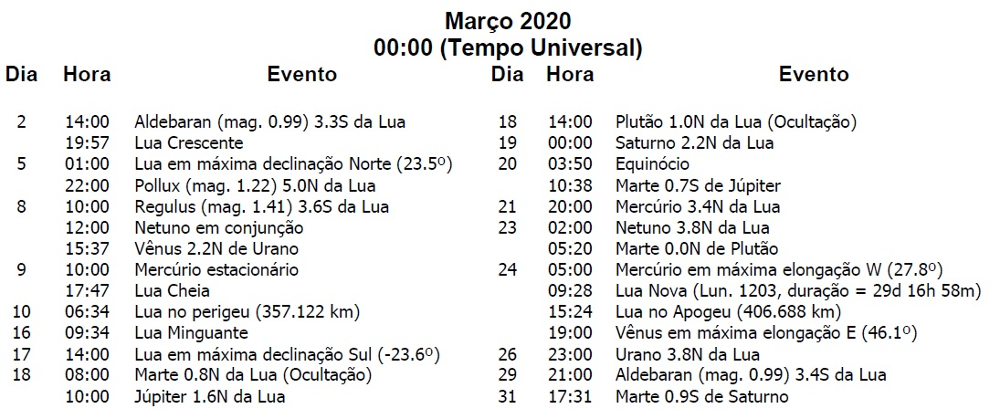 Março 2020
00:00 (Tempo Universal)
Dia Hora Evento Dia Hora Evento
2 14:00 Aldebaran (mag. 0.99) 3.3S da Lua
19:57 Lua Crescente
5 01:00 Lua em máxima declinação Norte (23.5º)
22:00 Pollux (mag. 1.22) 5.0N da Lua
8 10:00 Regulus (mag. 1.41) 3.6S da Lua
12:00 Netuno em conjunção
15:37 Vênus 2.2N de Urano
9 10:00 Mercúrio estacionário
17:47 Lua Cheia
10 06:34 Lua no perigeu (357.122 km)
16 09:34 Lua Minguante
17 14:00 Lua em máxima declinação Sul (-23.6º)
18 08:00 Marte 0.8N da Lua (Ocultação)
10:00 Júpiter 1.6N da Lua
18 14:00 Plutão 1.0N da Lua (Ocultação)
19 00:00 Saturno 2.2N da Lua
20 03:50 Equinócio
10:38 Marte 0.7S de Júpiter
21 20:00 Mercúrio 3.4N da Lua
23 02:00 Netuno 3.8N da Lua
05:20 Marte 0.0N de Plutão
24 05:00 Mercúrio em máxima elongação W (27.8º)
09:28 Lua Nova (Lun. 1203, duração = 29d 16h 58m)
15:24 Lua no Apogeu (406.688 km)
19:00 Vênus em máxima elongação E (46.1º)
26 23:00 Urano 3.8N da Lua
29 21:00 Aldebaran (mag. 0.99) 3.4S da Lua
31 17:31 Marte 0.9S de Saturno